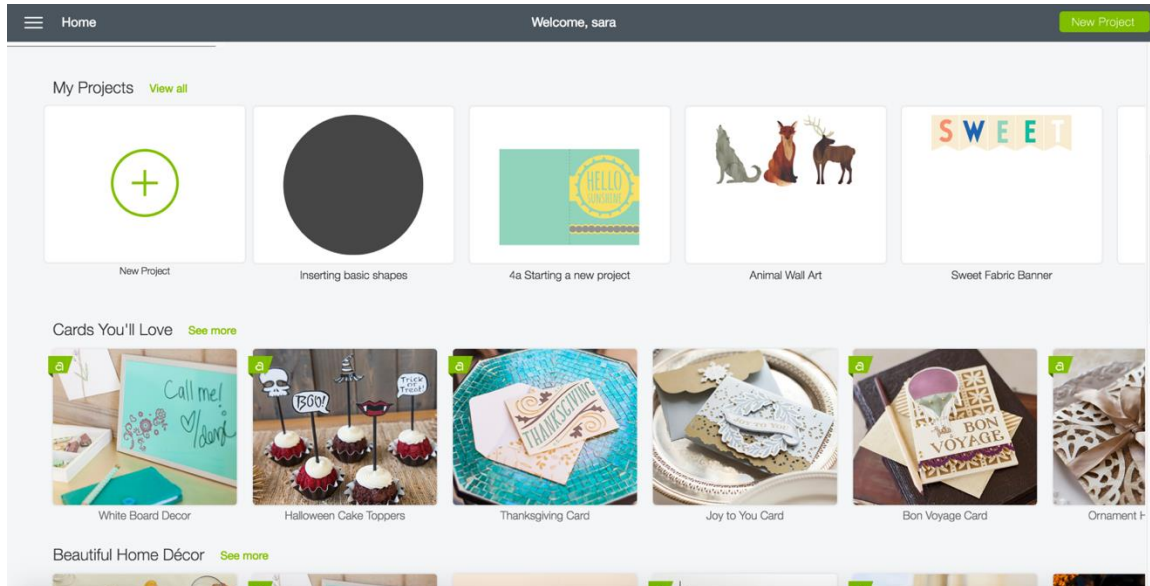 Home
Welcome, sara
New Project
My Projects View all
HELLO
SUNSHINE
S W E E T
New Project
Inserting basic shapes
4a Starting a new project
Animal Wall Art
Sweet Fabric Banner
Cards You'll Love See more
a
Call me!
a
BOO!
Trick
or
Treat!
a
THANKSGIVING
JOY TO YOU
a
BON
VOYAGE
a
White Board Decor
Halloween Cake Toppers
Thanksgiving Card
Joy to You Card
Bon Voyage Card
Ornament H
Beautiful Home Décor See more